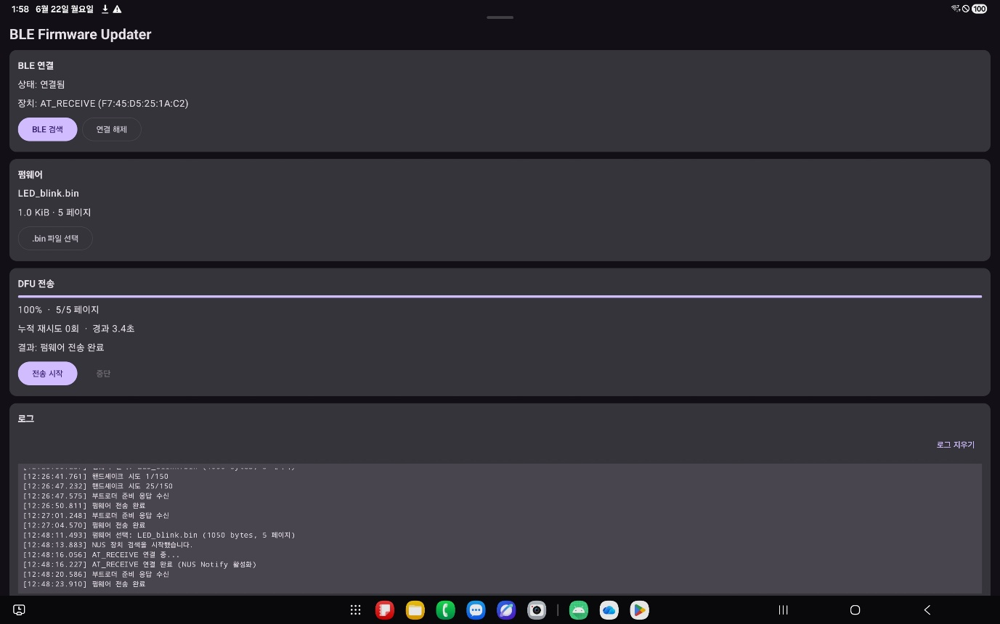 1:58 6월 22일 월요일
100
BLE Firmware Updater
BLE 연결
상태: 연결됨
장치: AT_RECEIVE (F7:45:D5:25:1A:C2)
BLE 검색 연결 해제
펌웨어
LED_blink.bin
1.0 KiB · 5 페이지
.bin 파일 선택
DFU 전송
100% · 5/5 페이지
누적 재시도 0회 · 경과 3.4초
결과: 펌웨어 전송 완료
전송 시작 중단
로그
로그 지우기
[12:26:41.761] 핸드셰이크 시도 1/150
[12:26:47.232] 핸드셰이크 시도 25/150
[12:26:47.575] 부트로더 준비 응답 수신
[12:26:50.811] 펌웨어 전송 완료
[12:27:01.248] 부트로더 준비 응답 수신
[12:27:04.570] 펌웨어 전송 완료
[12:48:11.493] 펌웨어 선택: LED_blink.bin (1050 bytes, 5 페이지)
[12:48:13.883] NUS 장치 검색을 시작했습니다.
[12:48:16.056] AT_RECEIVE 연결 중...
[12:48:16.227] AT_RECEIVE 연결 완료 (NUS Notify 활성화)
[12:48:20.586] 부트로더 준비 응답 수신
[12:48:23.910] 펌웨어 전송 완료